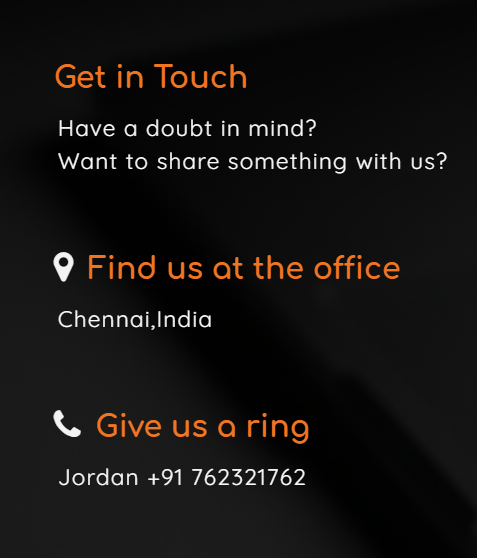 Get in Touch
Have a doubt in mind?
Want to share something with us?
Find us at the office
Chennai,India
Give us a ring
Jordan +91 762321762